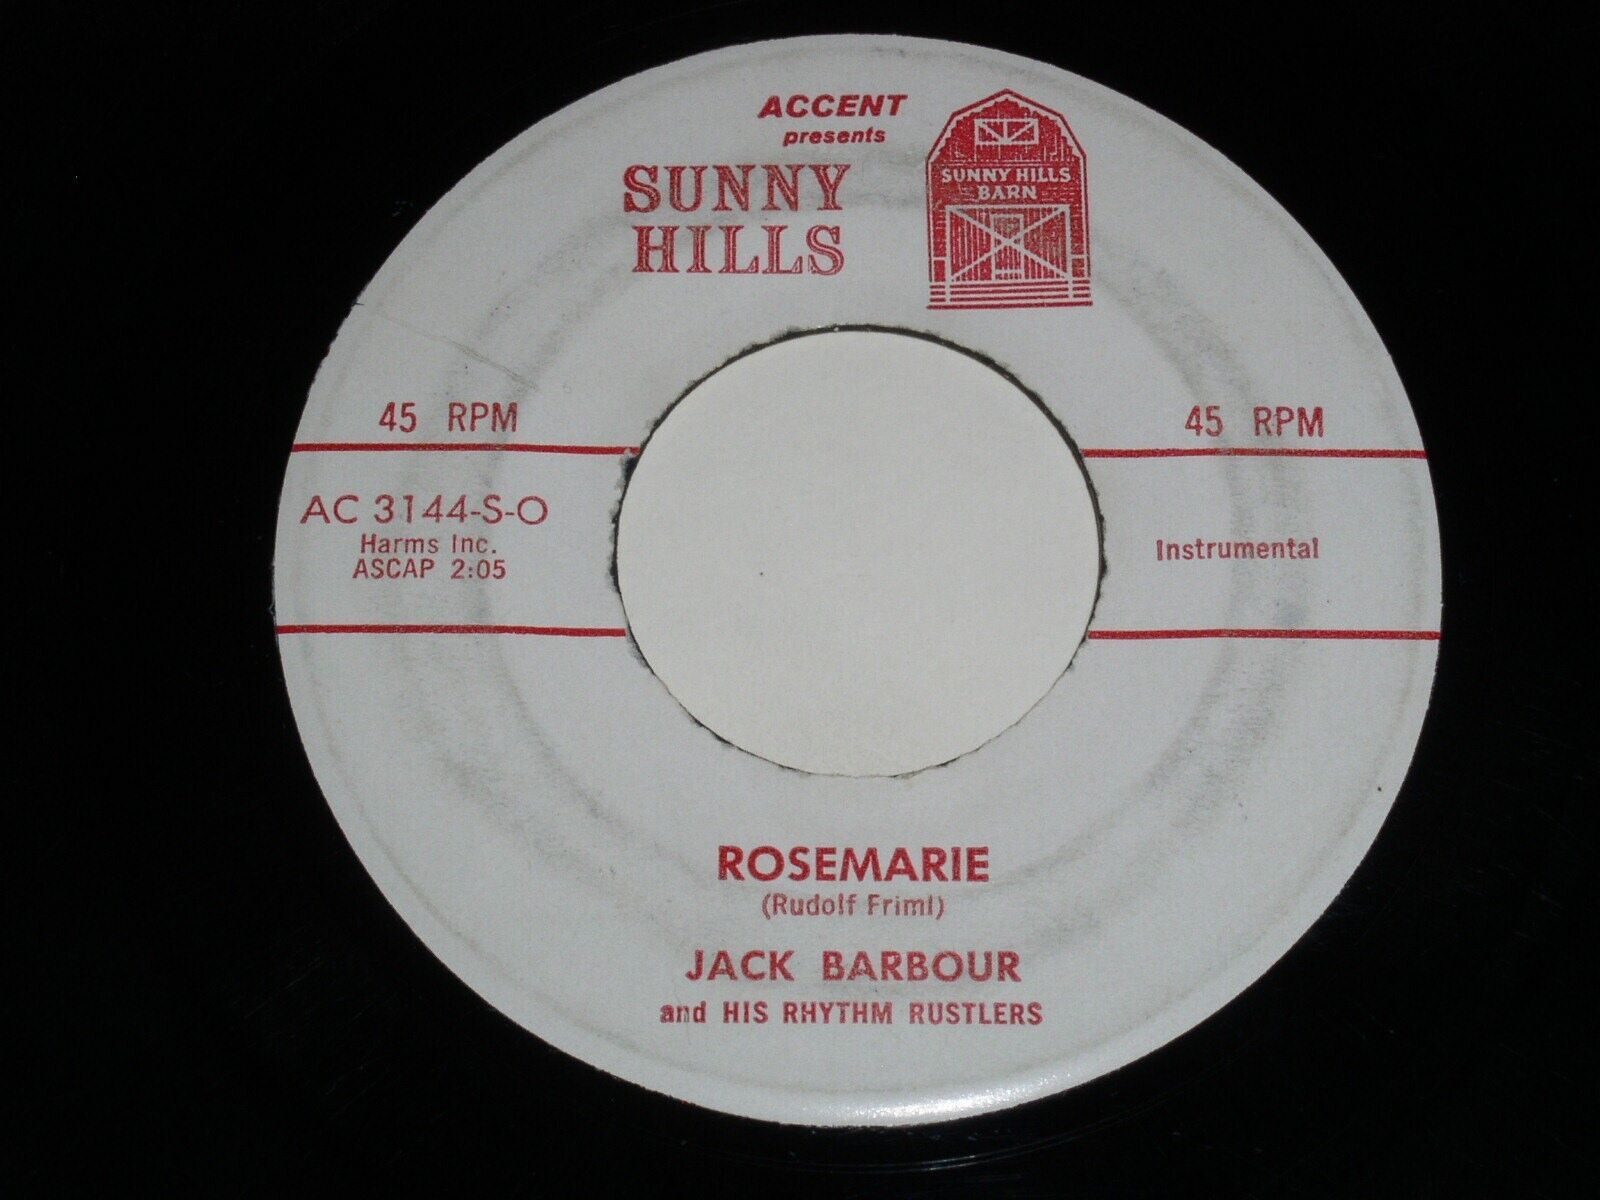 ACCENT
presents
SUNNY
HILLS
SUNNY HILLS
BARN
45 RPM
45 RPM
AC 3144-S-O
Harms Inc.
ASCAP 2:05
Instrumental
ROSEMARIE
(Rudolf Friml)
JACK BARBOUR
and HIS RHYTHM RUSTLERS